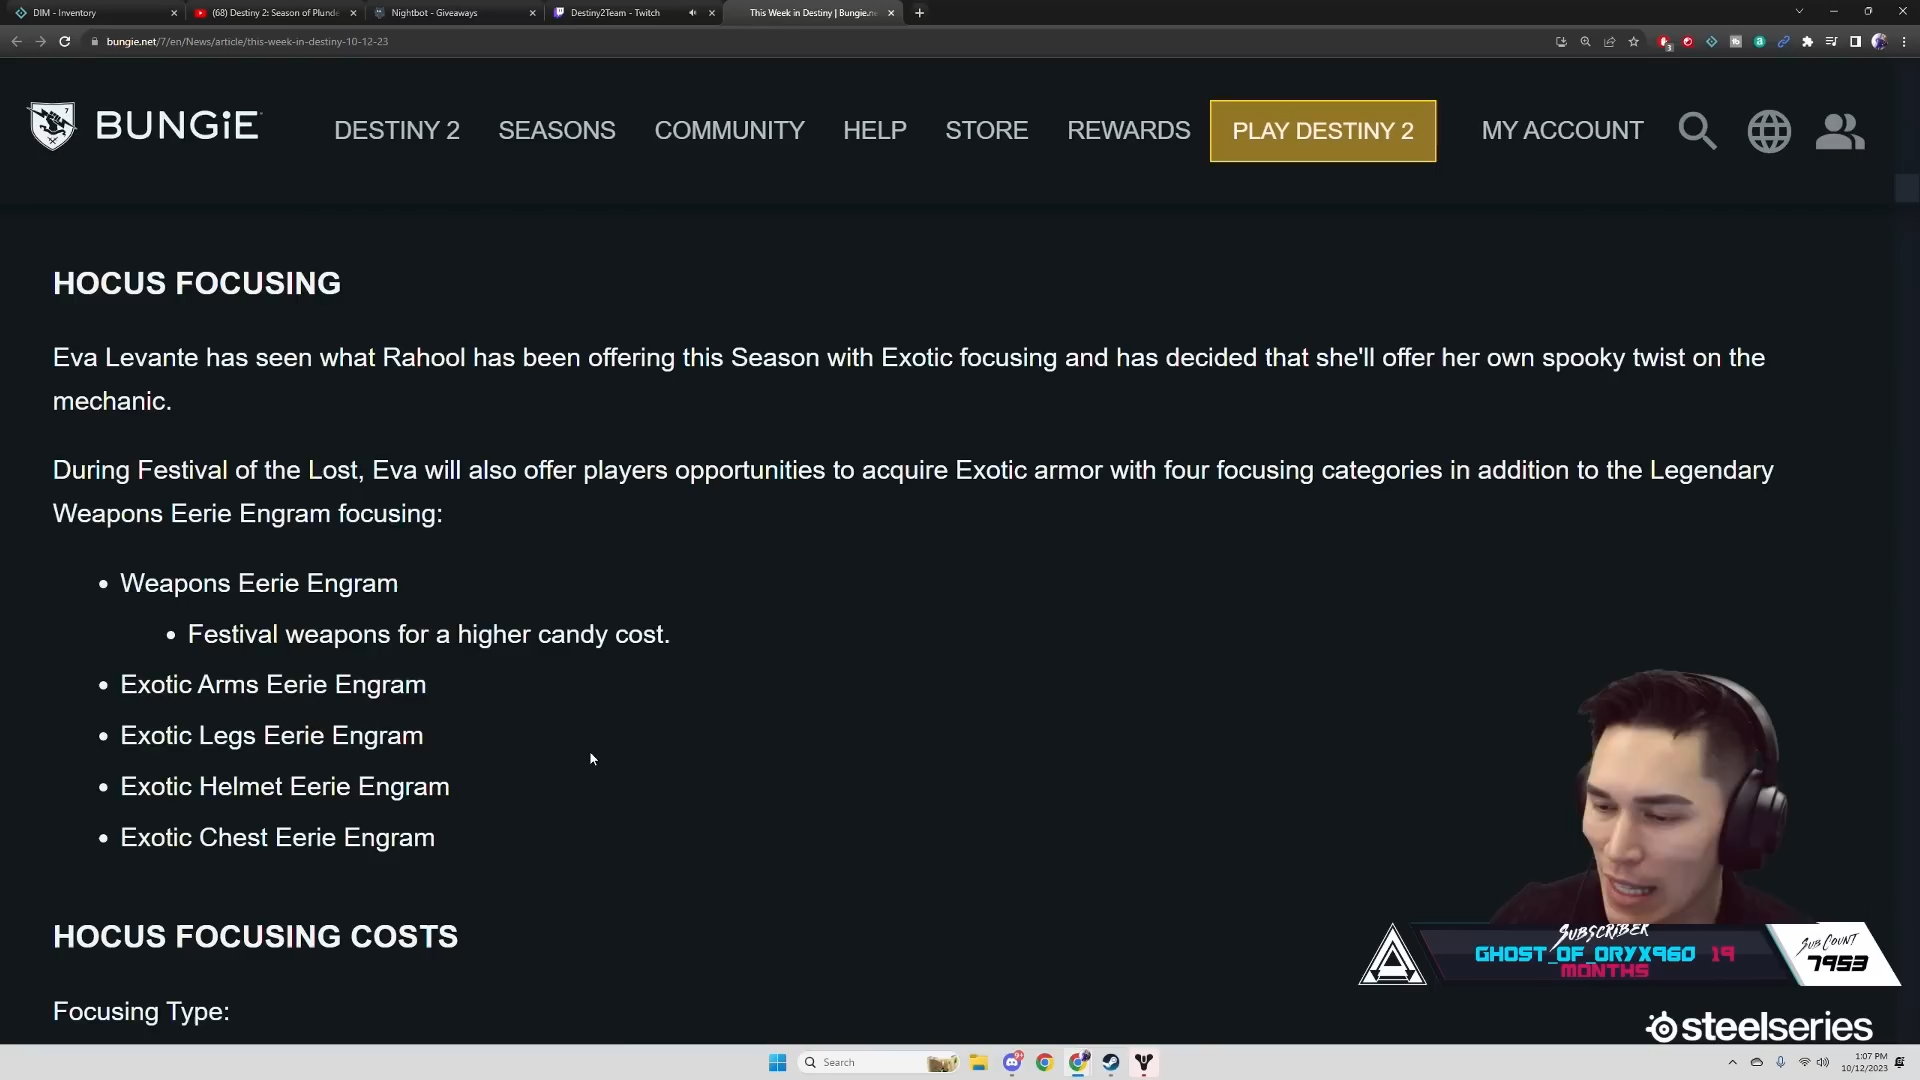 DIM - Inventory
(68) Destiny 2: Season of Plunde
Nightbot - Giveaways
Destiny2Team - Twitch
This Week in Destiny | Bungie.n
bungie.net/7/en/News/article/this-week-in-destiny-10-12-23
BUNGiE
DESTINY 2
SEASONS
COMMUNITY
HELP
STORE
REWARDS
PLAY DESTINY 2
MY ACCOUNT
HOCUS FOCUSING
Eva Levante has seen what Rahool has been offering this Season with Exotic focusing and has decided that she'll offer her own spooky twist on the
mechanic.
During Festival of the Lost, Eva will also offer players opportunities to acquire Exotic armor with four focusing categories in addition to the Legendary
Weapons Eerie Engram focusing:
• Weapons Eerie Engram
• Festival weapons for a higher candy cost.
• Exotic Arms Eerie Engram
• Exotic Legs Eerie Engram
• Exotic Helmet Eerie Engram
• Exotic Chest Eerie Engram
HOCUS FOCUSING COSTS
Focusing Type:
SUBSCRIBER
GHOST_OF_ORYX960 19
MONTHS
SUB COUNT
7953
steelseries
Search
1:07 PM
10/12/2023